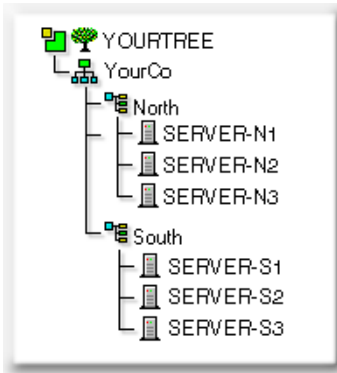 YOURTREE
YourCo
North
SERVER-N1
SERVER-N2
SERVER-N3
South
SERVER-S1
SERVER-S2
SERVER-S3